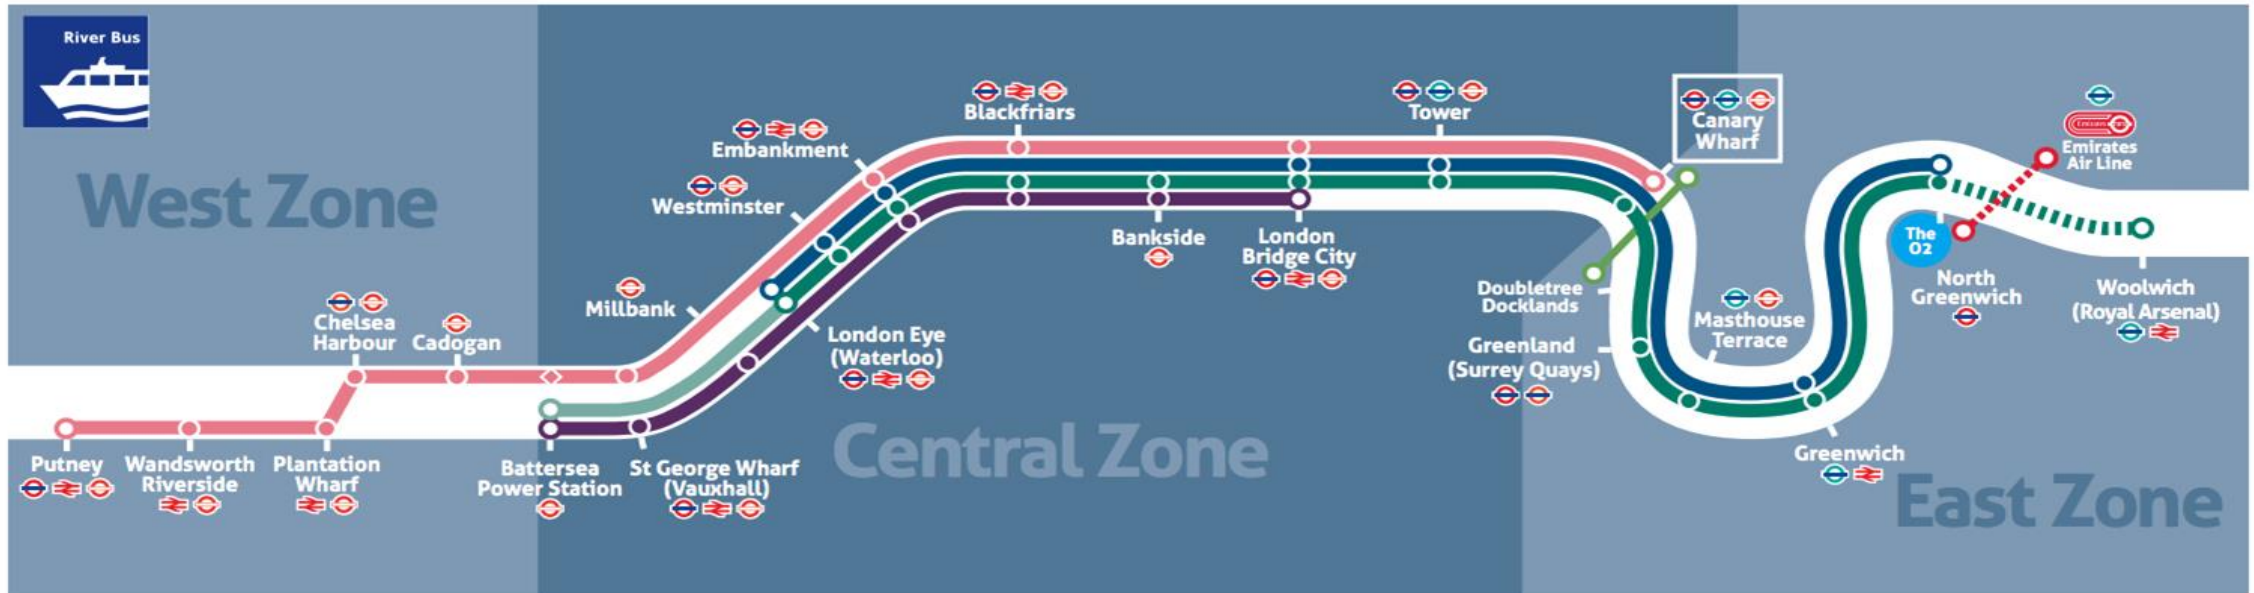 River Bus
West Zone
Putney
Wandsworth
Riverside
Plantation
Wharf
Chelsea
Harbour
Cadogan
Battersea
Power Station
St George Wharf
(Vauxhall)
Millbank
Westminster
Embankment
London Eye
(Waterloo)
Blackfriars
Bankside
London
Bridge City
Tower
Central Zone
Canary
Wharf
Doubletree
Docklands
Greenland
(Surrey Quays)
Masthouse
Terrace
Greenwich
The
O2
North
Greenwich
Emirates
Air Line
Woolwich
(Royal Arsenal)
East Zone